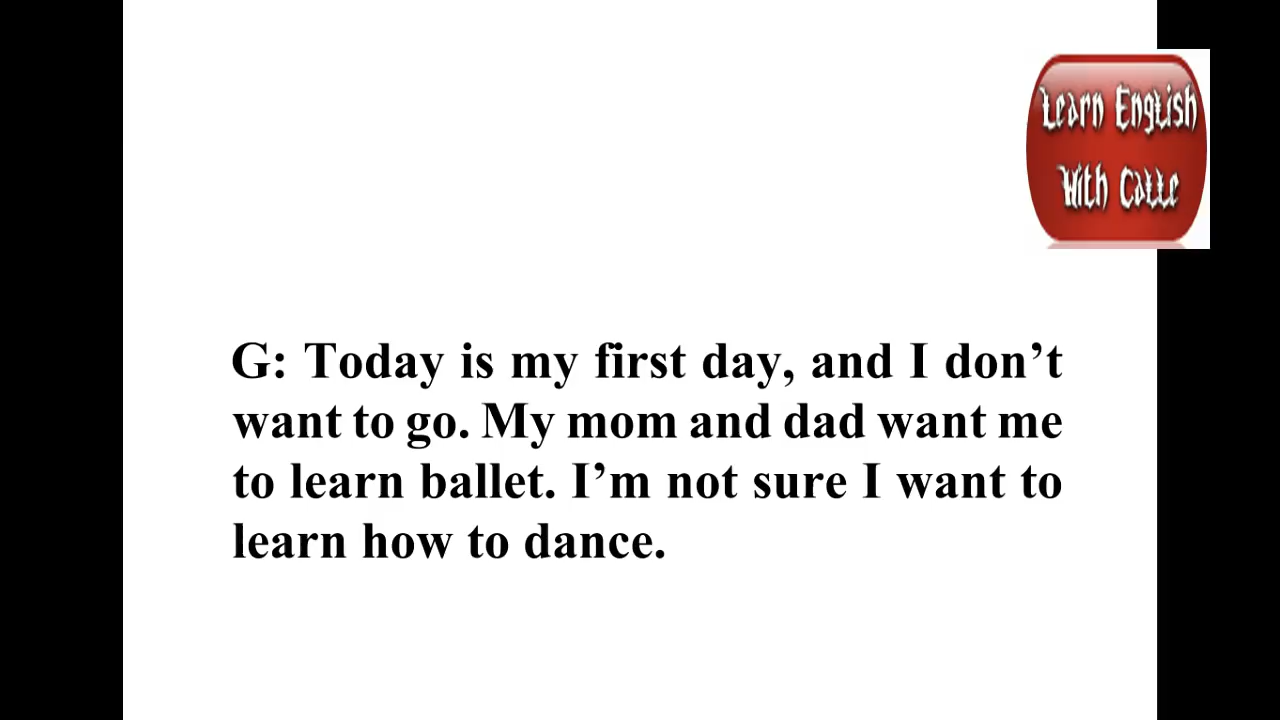 Learn English
With Catte
G: Today is my first day, and I don’t
want to go. My mom and dad want me
to learn ballet. I’m not sure I want to
learn how to dance.